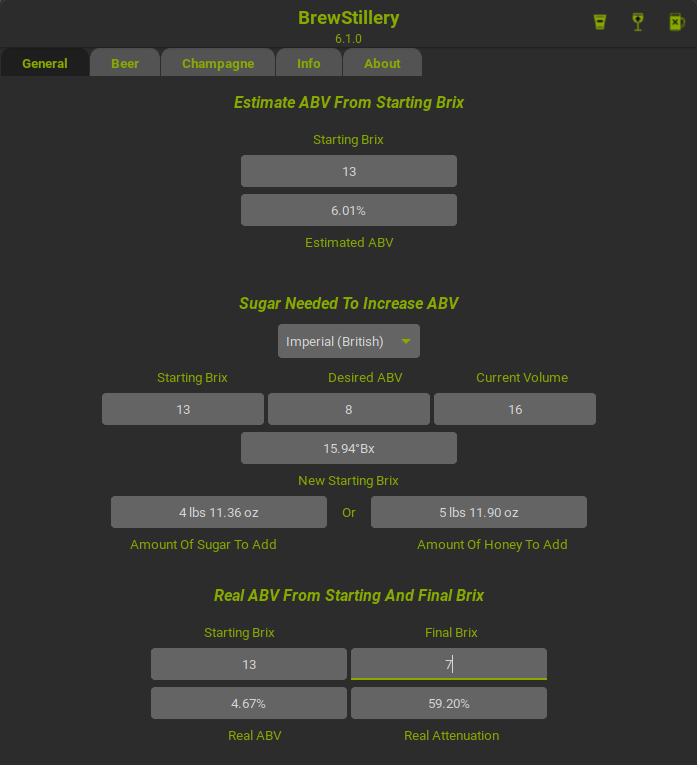 BrewStillery
6.1.0
General Beer Champagne Info About
Estimate ABV From Starting Brix
Starting Brix
13
6.01%
Estimated ABV
Sugar Needed To Increase ABV
Imperial (British)
Starting Brix Desired ABV Current Volume
13 8 16
15.94°Bx
New Starting Brix
4 lbs 11.36 oz Or 5 lbs 11.90 oz
Amount Of Sugar To Add Amount Of Honey To Add
Real ABV From Starting And Final Brix
Starting Brix Final Brix
13 7
4.67% 59.20%
Real ABV Real Attenuation